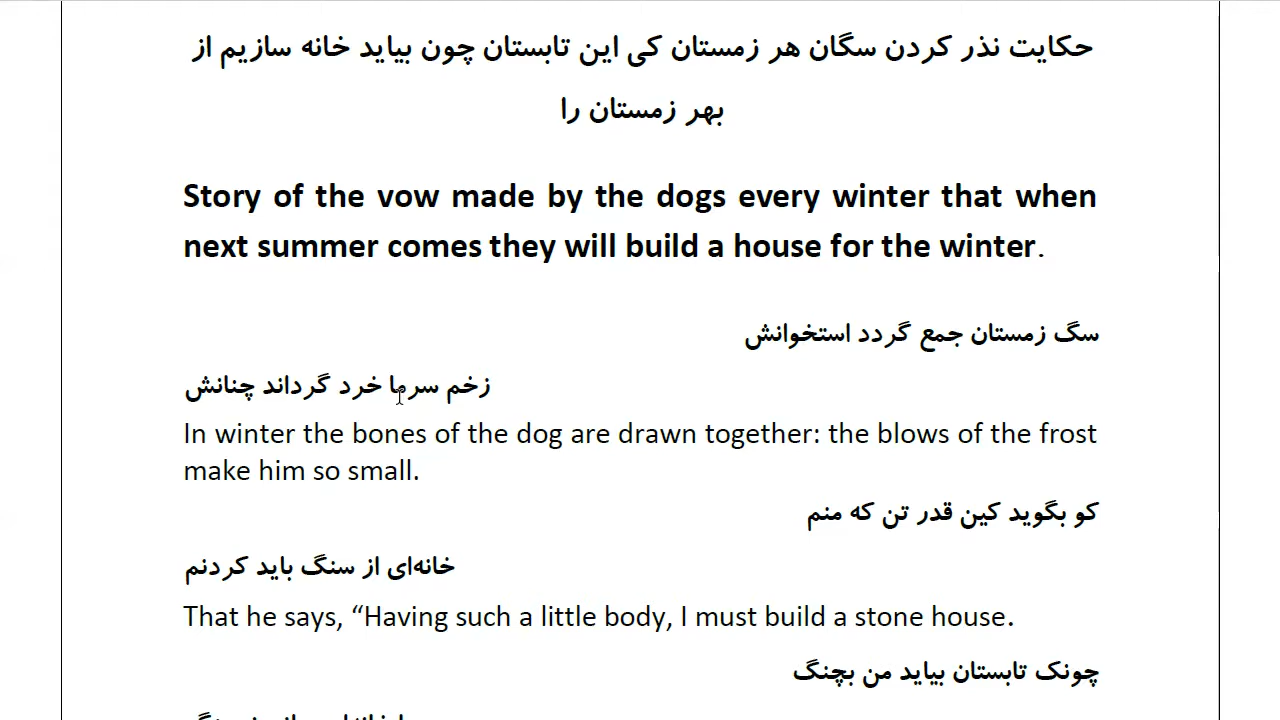 حکایت نذر کردن سگان هر زمستان کی این تابستان چون بیاید خانه سازیم از
بهر زمستان را
Story of the vow made by the dogs every winter that when
next summer comes they will build a house for the winter.
سگ زمستان جمع گردد استخوانش
زخم سرما خرد گرداند چنانش
In winter the bones of the dog are drawn together: the blows of the frost
make him so small.
کو بگوید کین قدر تن که منم
خانه‌ای از سنگ باید کردنم
That he says, “Having such a little body, I must build a stone house.
چونک تابستان بیاید من بچنگ